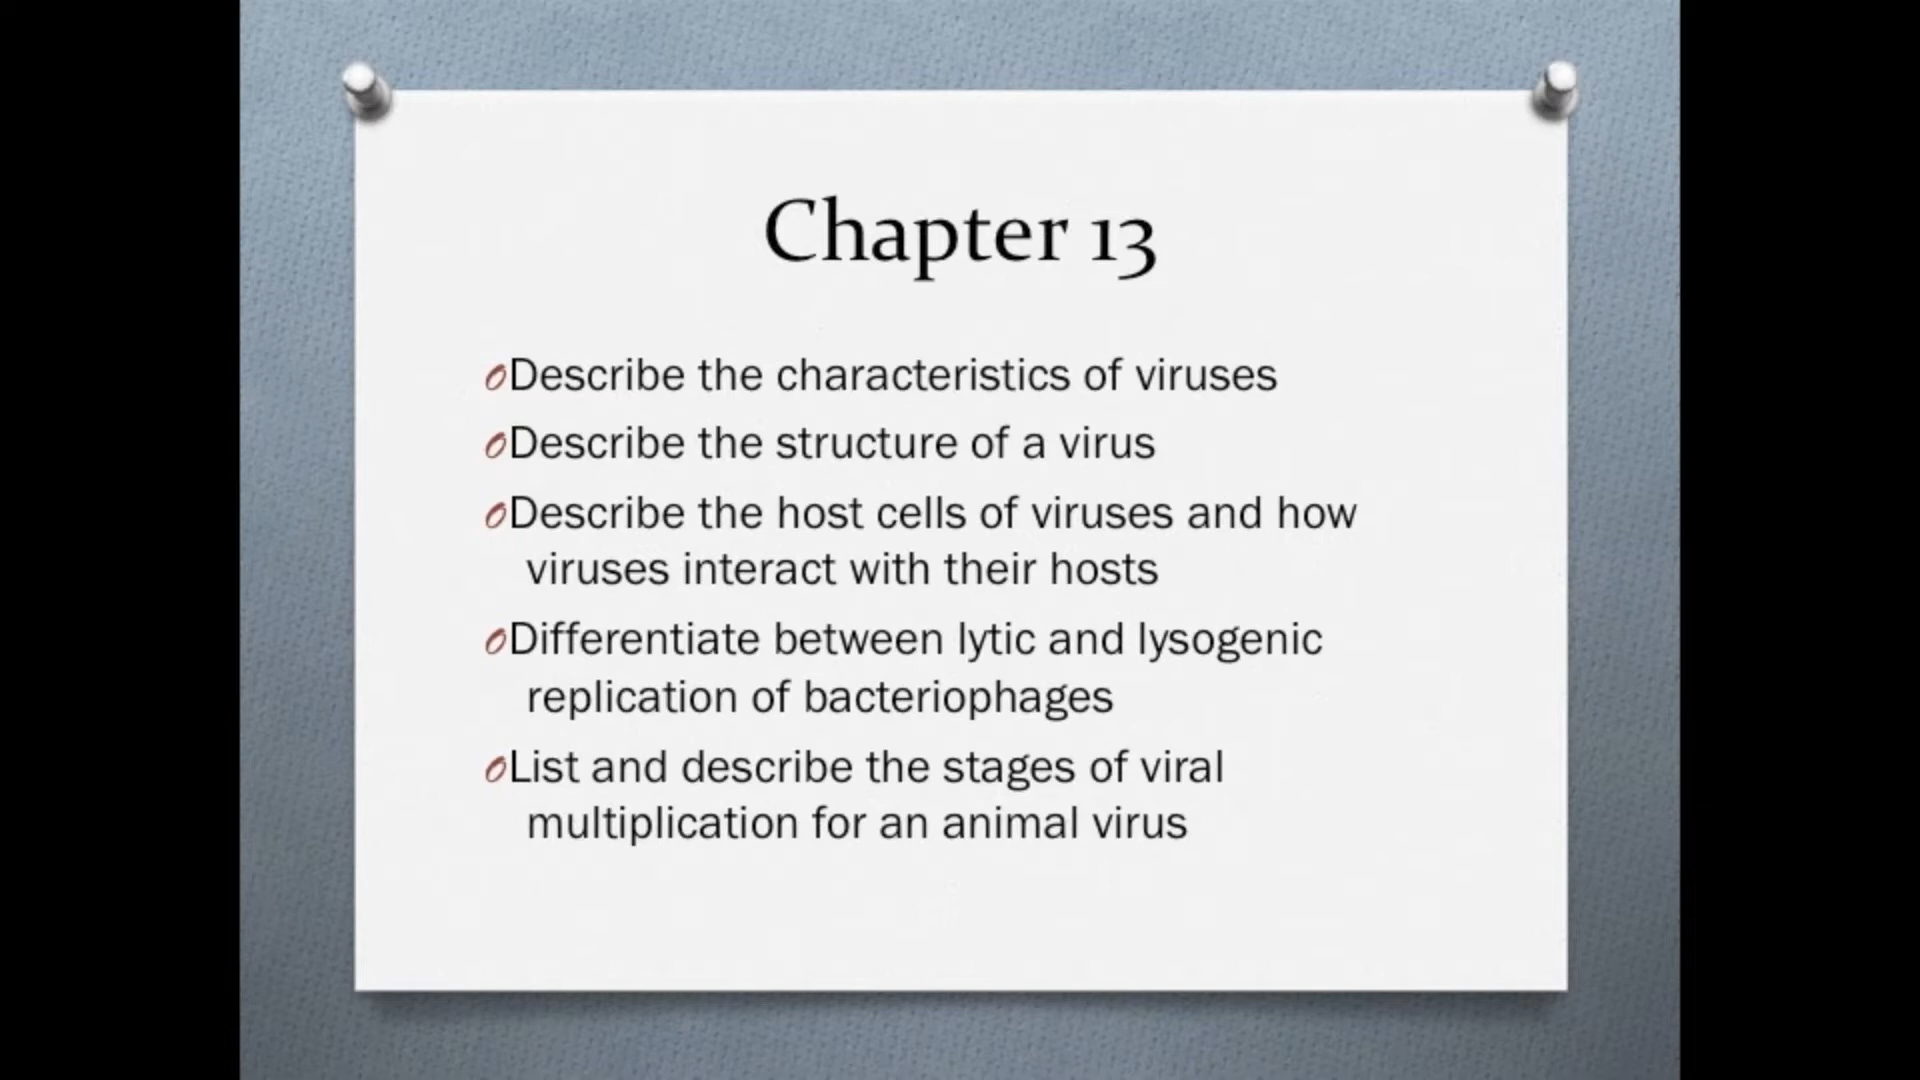 Chapter 13
Describe the characteristics of viruses
Describe the structure of a virus
Describe the host cells of viruses and how
viruses interact with their hosts
Differentiate between lytic and lysogenic
replication of bacteriophages
List and describe the stages of viral
multiplication for an animal virus